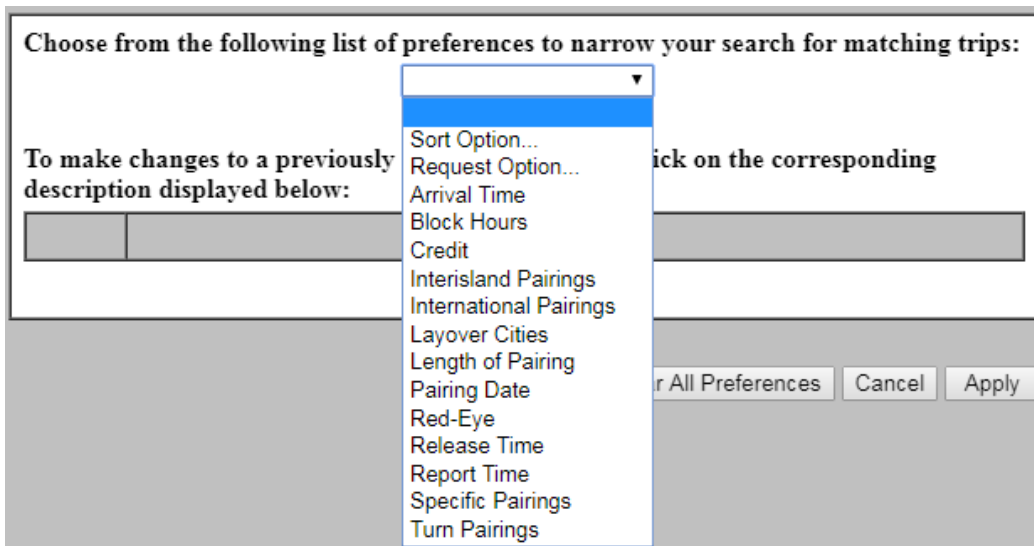 Choose from the following list of preferences to narrow your search for matching trips:
Sort Option...
Request Option...
Arrival Time
Block Hours
Credit
Interisland Pairings
International Pairings
Layover Cities
Length of Pairing
Pairing Date
Red-Eye
Release Time
Report Time
Specific Pairings
Turn Pairings
To make changes to a previously ick on the corresponding
description displayed below:
r All Preferences Cancel Apply